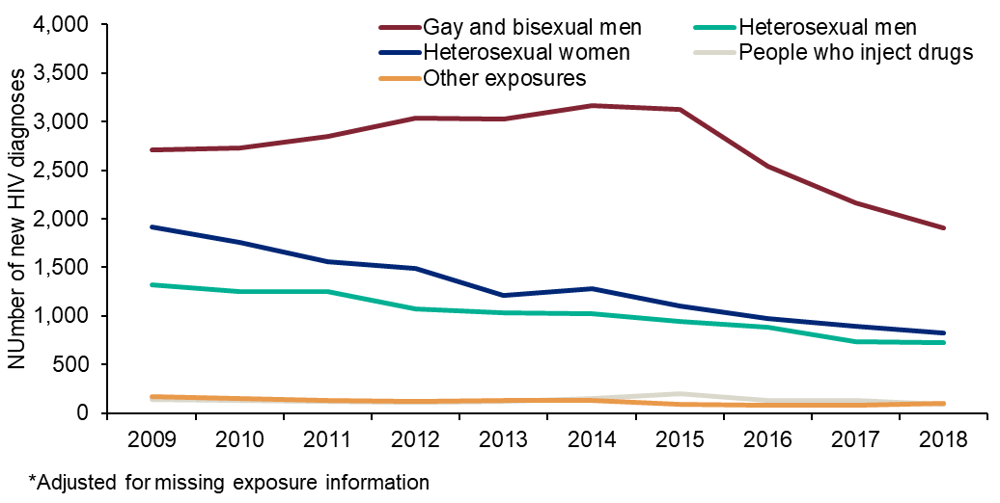 Gay and bisexual men
Heterosexual men
Heterosexual women
People who inject drugs
Other exposures
NUmber of new HIV diagnoses
4,000
3,500
3,000
2,500
2,000
1,500
1,000
500
0
2009 2010 2011 2012 2013 2014 2015 2016 2017 2018
*Adjusted for missing exposure information